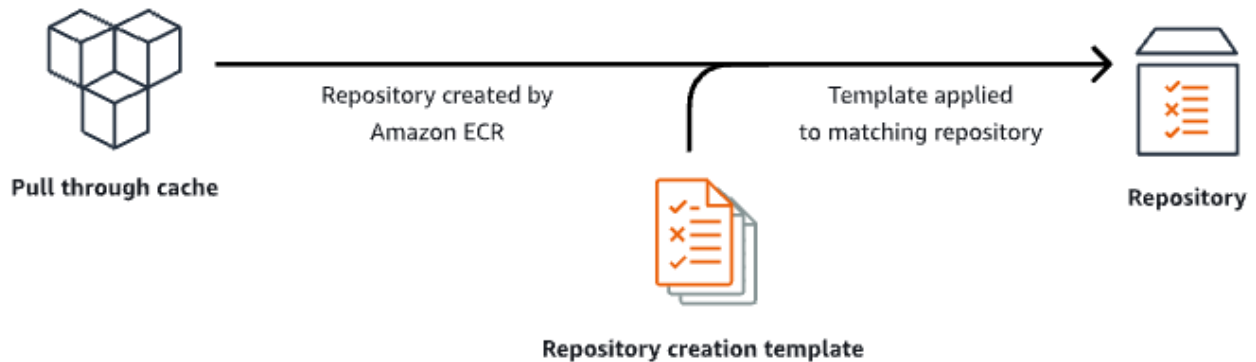 Repository created by
Amazon ECR
Template applied
to matching repository
Pull through cache
Repository
Repository creation template